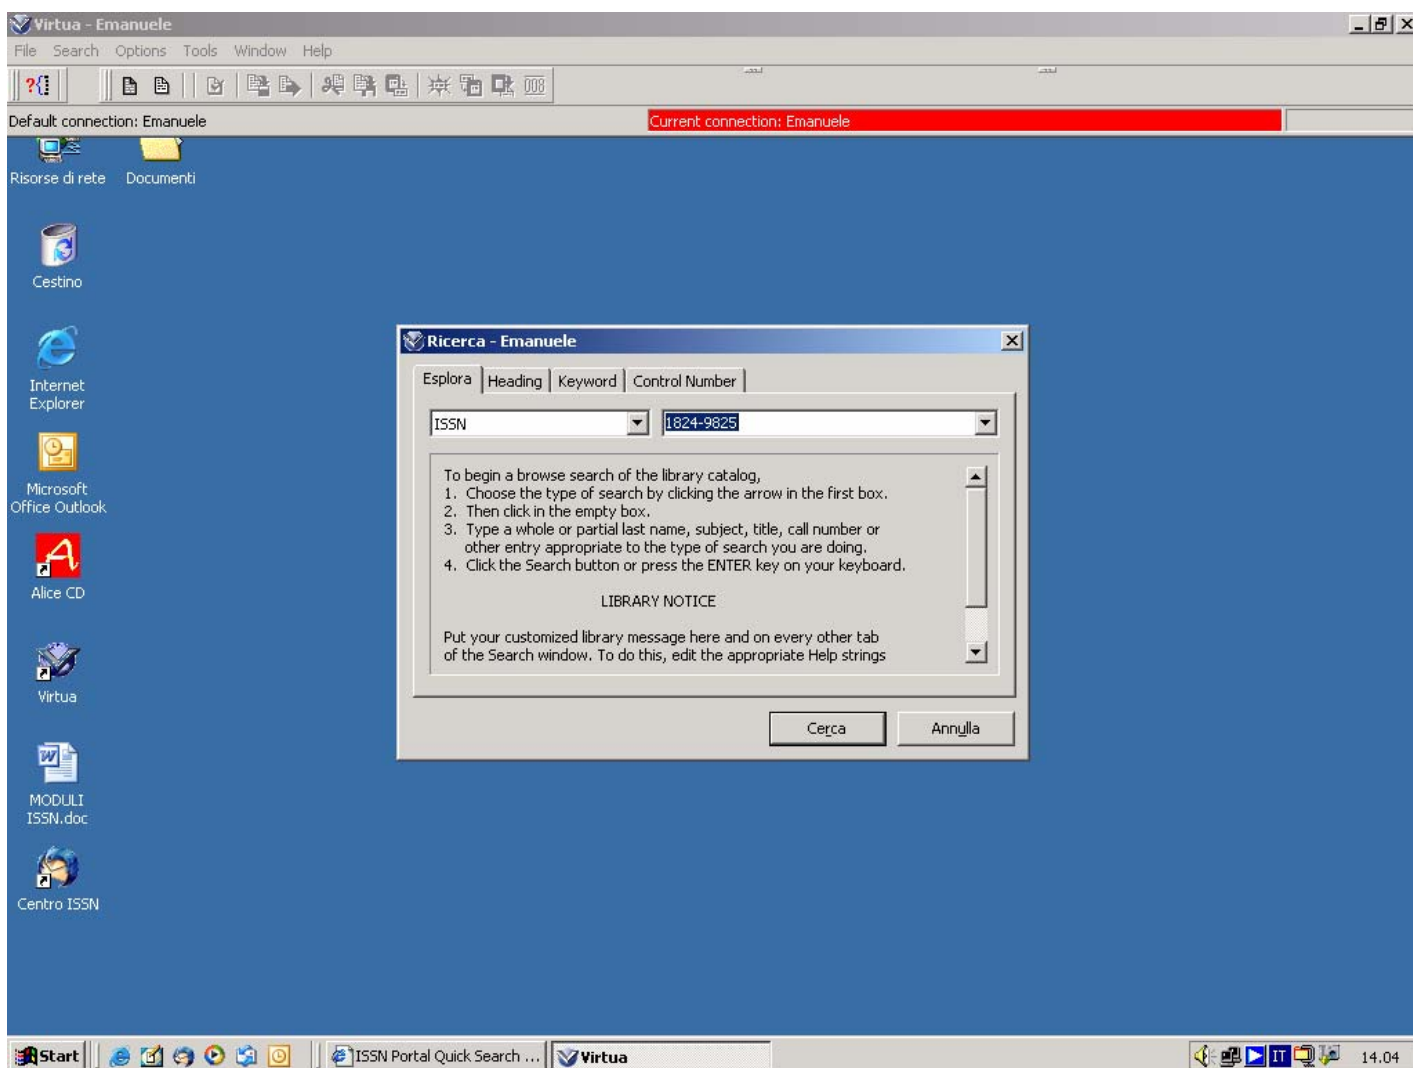 Virtua - Emanuele
File Search Options Tools Window Help
?{} 008
Default connection: Emanuele
Current connection: Emanuele
Risorse di rete
Documenti
Cestino
Internet
Explorer
Microsoft
Office Outlook
Alice CD
Virtua
MODULI
ISSN.doc
Centro ISSN
Ricerca - Emanuele
Esplora Heading Keyword Control Number
ISSN 1824-9825
To begin a browse search of the library catalog,
1. Choose the type of search by clicking the arrow in the first box.
2. Then click in the empty box.
3. Type a whole or partial last name, subject, title, call number or
other entry appropriate to the type of search you are doing.
4. Click the Search button or press the ENTER key on your keyboard.
LIBRARY NOTICE
Put your customized library message here and on every other tab
of the Search window. To do this, edit the appropriate Help strings
Cerca Annulla
Start ISSN Portal Quick Search ... Virtua IT 14.04